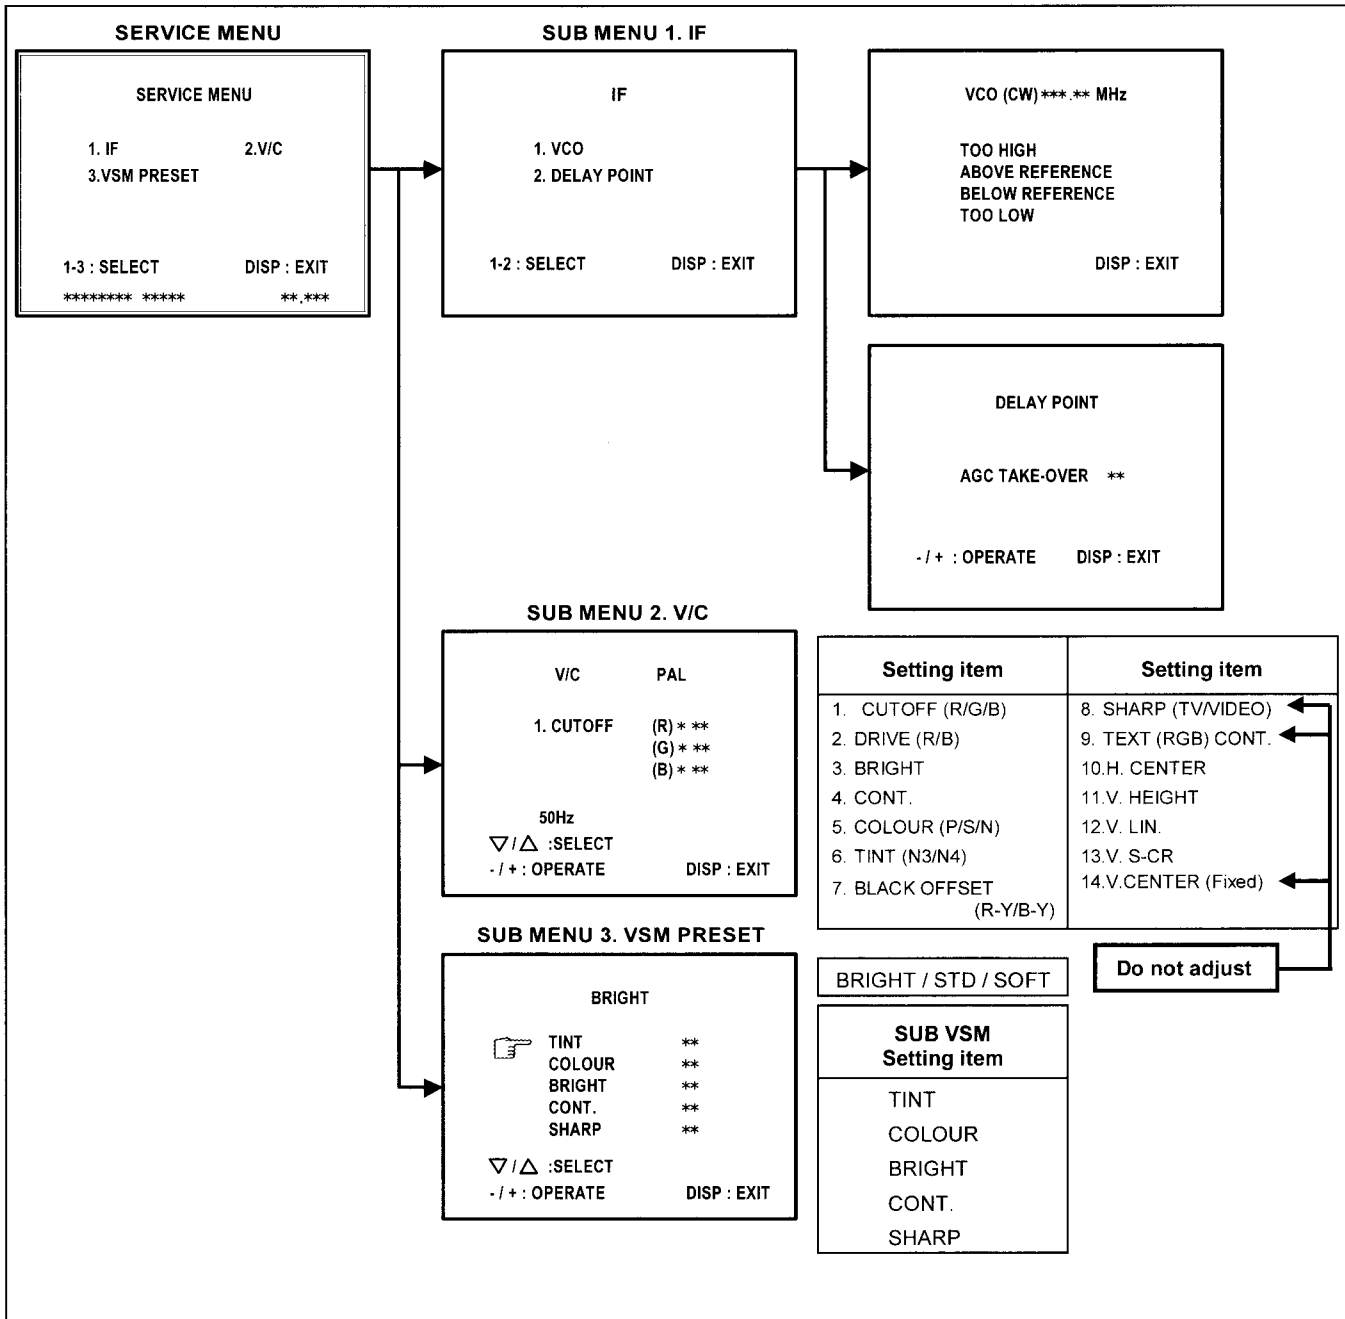 SERVICE MENU
SERVICE MENU
1. IF 2.V/C
3.VSM PRESET
1-3 : SELECT DISP : EXIT
******** ***** **.***
SUB MENU 1. IF
IF
1. VCO
2. DELAY POINT
1-2 : SELECT DISP : EXIT
VCO (CW) ***.** MHz
TOO HIGH
ABOVE REFERENCE
BELOW REFERENCE
TOO LOW
DISP : EXIT
DELAY POINT
AGC TAKE-OVER **
- / + : OPERATE DISP : EXIT
SUB MENU 2. V/C
V/C PAL
1. CUTOFF (R) * **
(G) * **
(B) * **
50Hz
▽/△ :SELECT
- / + : OPERATE DISP : EXIT
Setting item
1. CUTOFF (R/G/B)
2. DRIVE (R/B)
3. BRIGHT
4. CONT.
5. COLOUR (P/S/N)
6. TINT (N3/N4)
7. BLACK OFFSET
(R-Y/B-Y)
Setting item
8. SHARP (TV/VIDEO)
9. TEXT (RGB) CONT.
10.H. CENTER
11.V. HEIGHT
12.V. LIN.
13.V. S-CR
14.V.CENTER (Fixed)
Do not adjust
SUB MENU 3. VSM PRESET
BRIGHT
TINT **
COLOUR **
BRIGHT **
CONT. **
SHARP **
▽/△ :SELECT
- / + : OPERATE DISP : EXIT
BRIGHT / STD / SOFT
SUB VSM
Setting item
TINT
COLOUR
BRIGHT
CONT.
SHARP